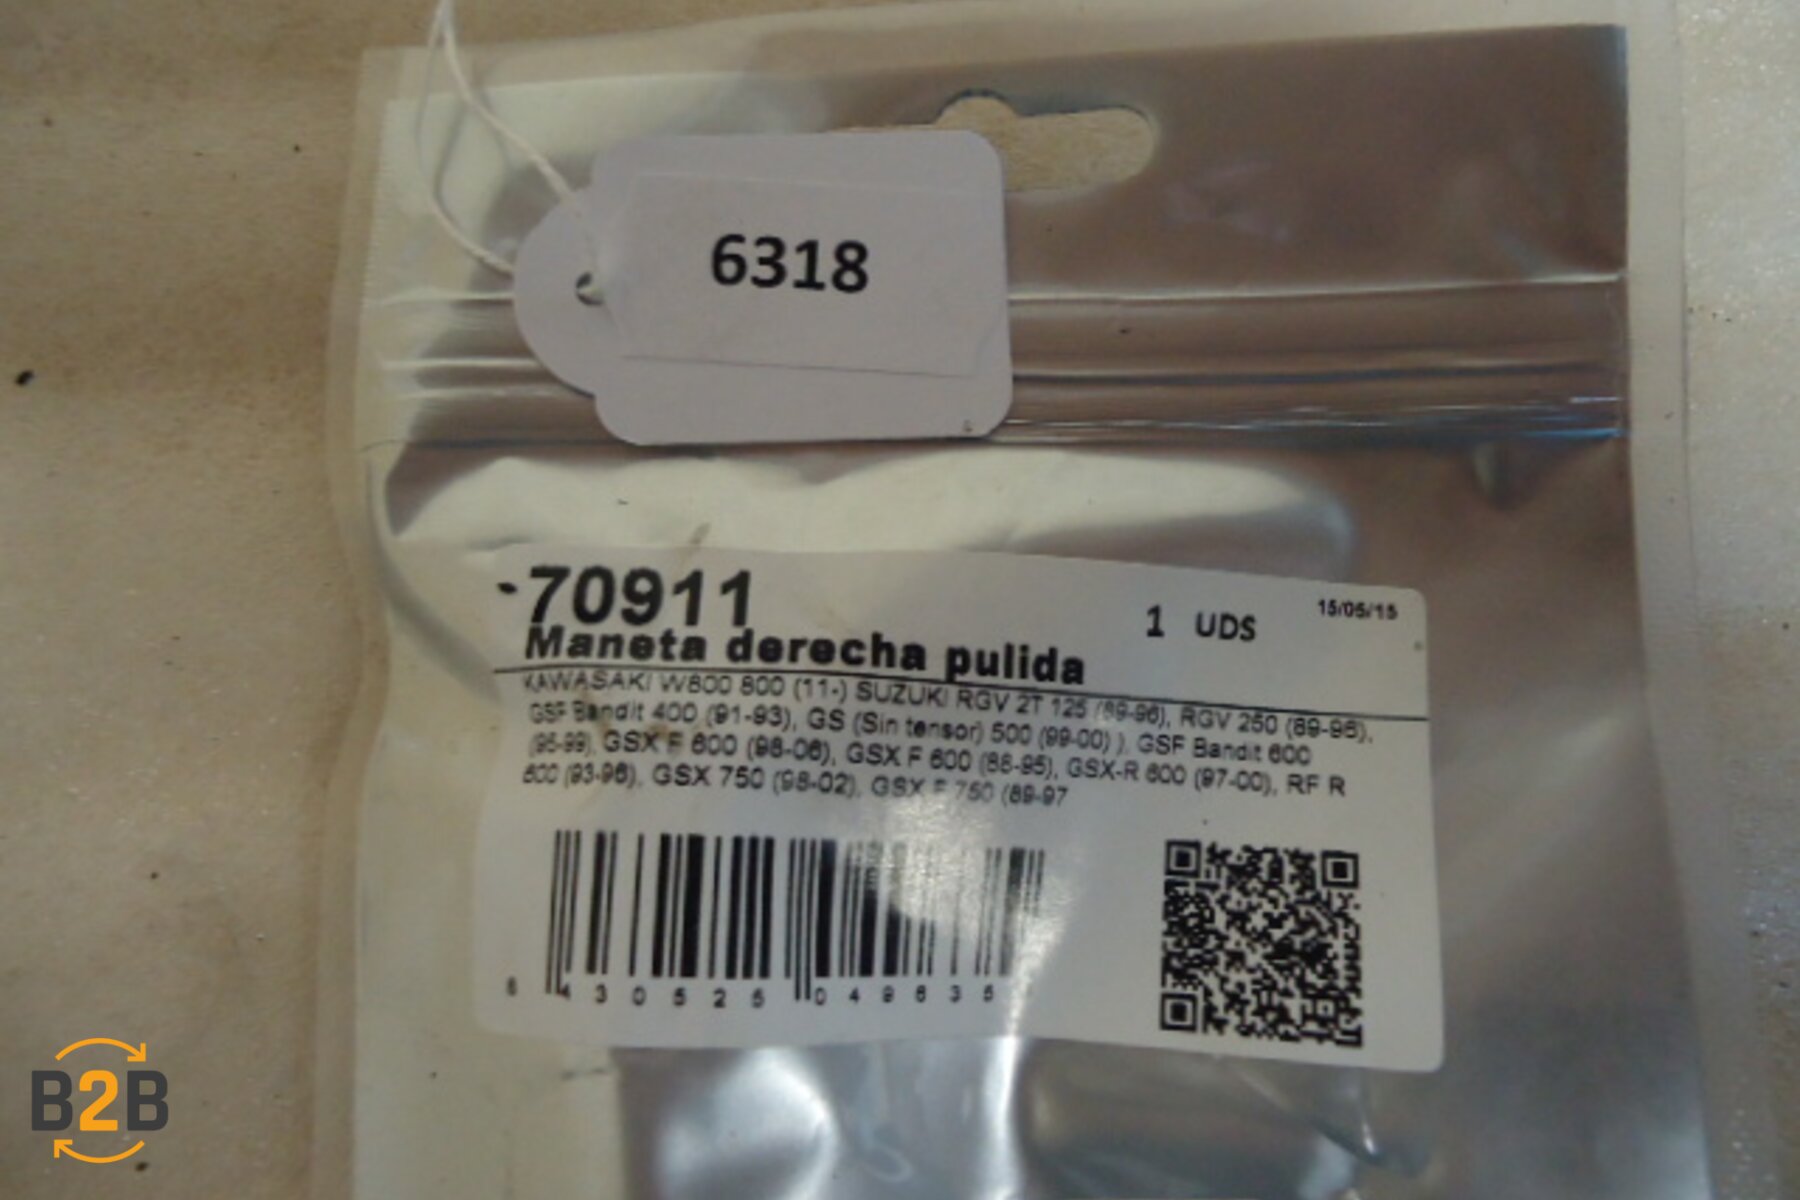 6318
70911
1 UDS
15/05/15
Maneta derecha pulida
KAWASAKI W800 800 (11-) SUZUKI RGV 2T 125 (89-96), RGV 250 (89-96),
GSF Bandit 400 (91-93), GS (Sin tensor) 500 (99-00) ), GSF Bandit 600
(95-99), GSX F 600 (98-06), GSX F 600 (88-95), GSX-R 600 (97-00), RF R
600 (93-96), GSX 750 (98-02), GSX F 750 (89-97
430525 049635
B2B